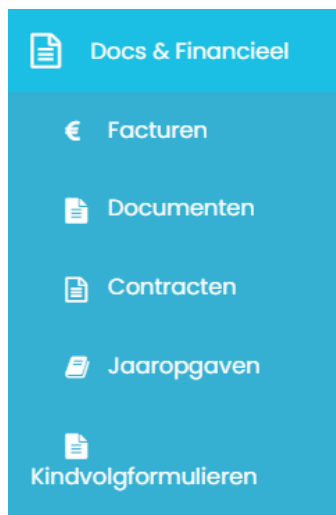 Docs & Financieel
€ Facturen
Documenten
Contracten
Jaaropgaven
Kindvolgformulieren